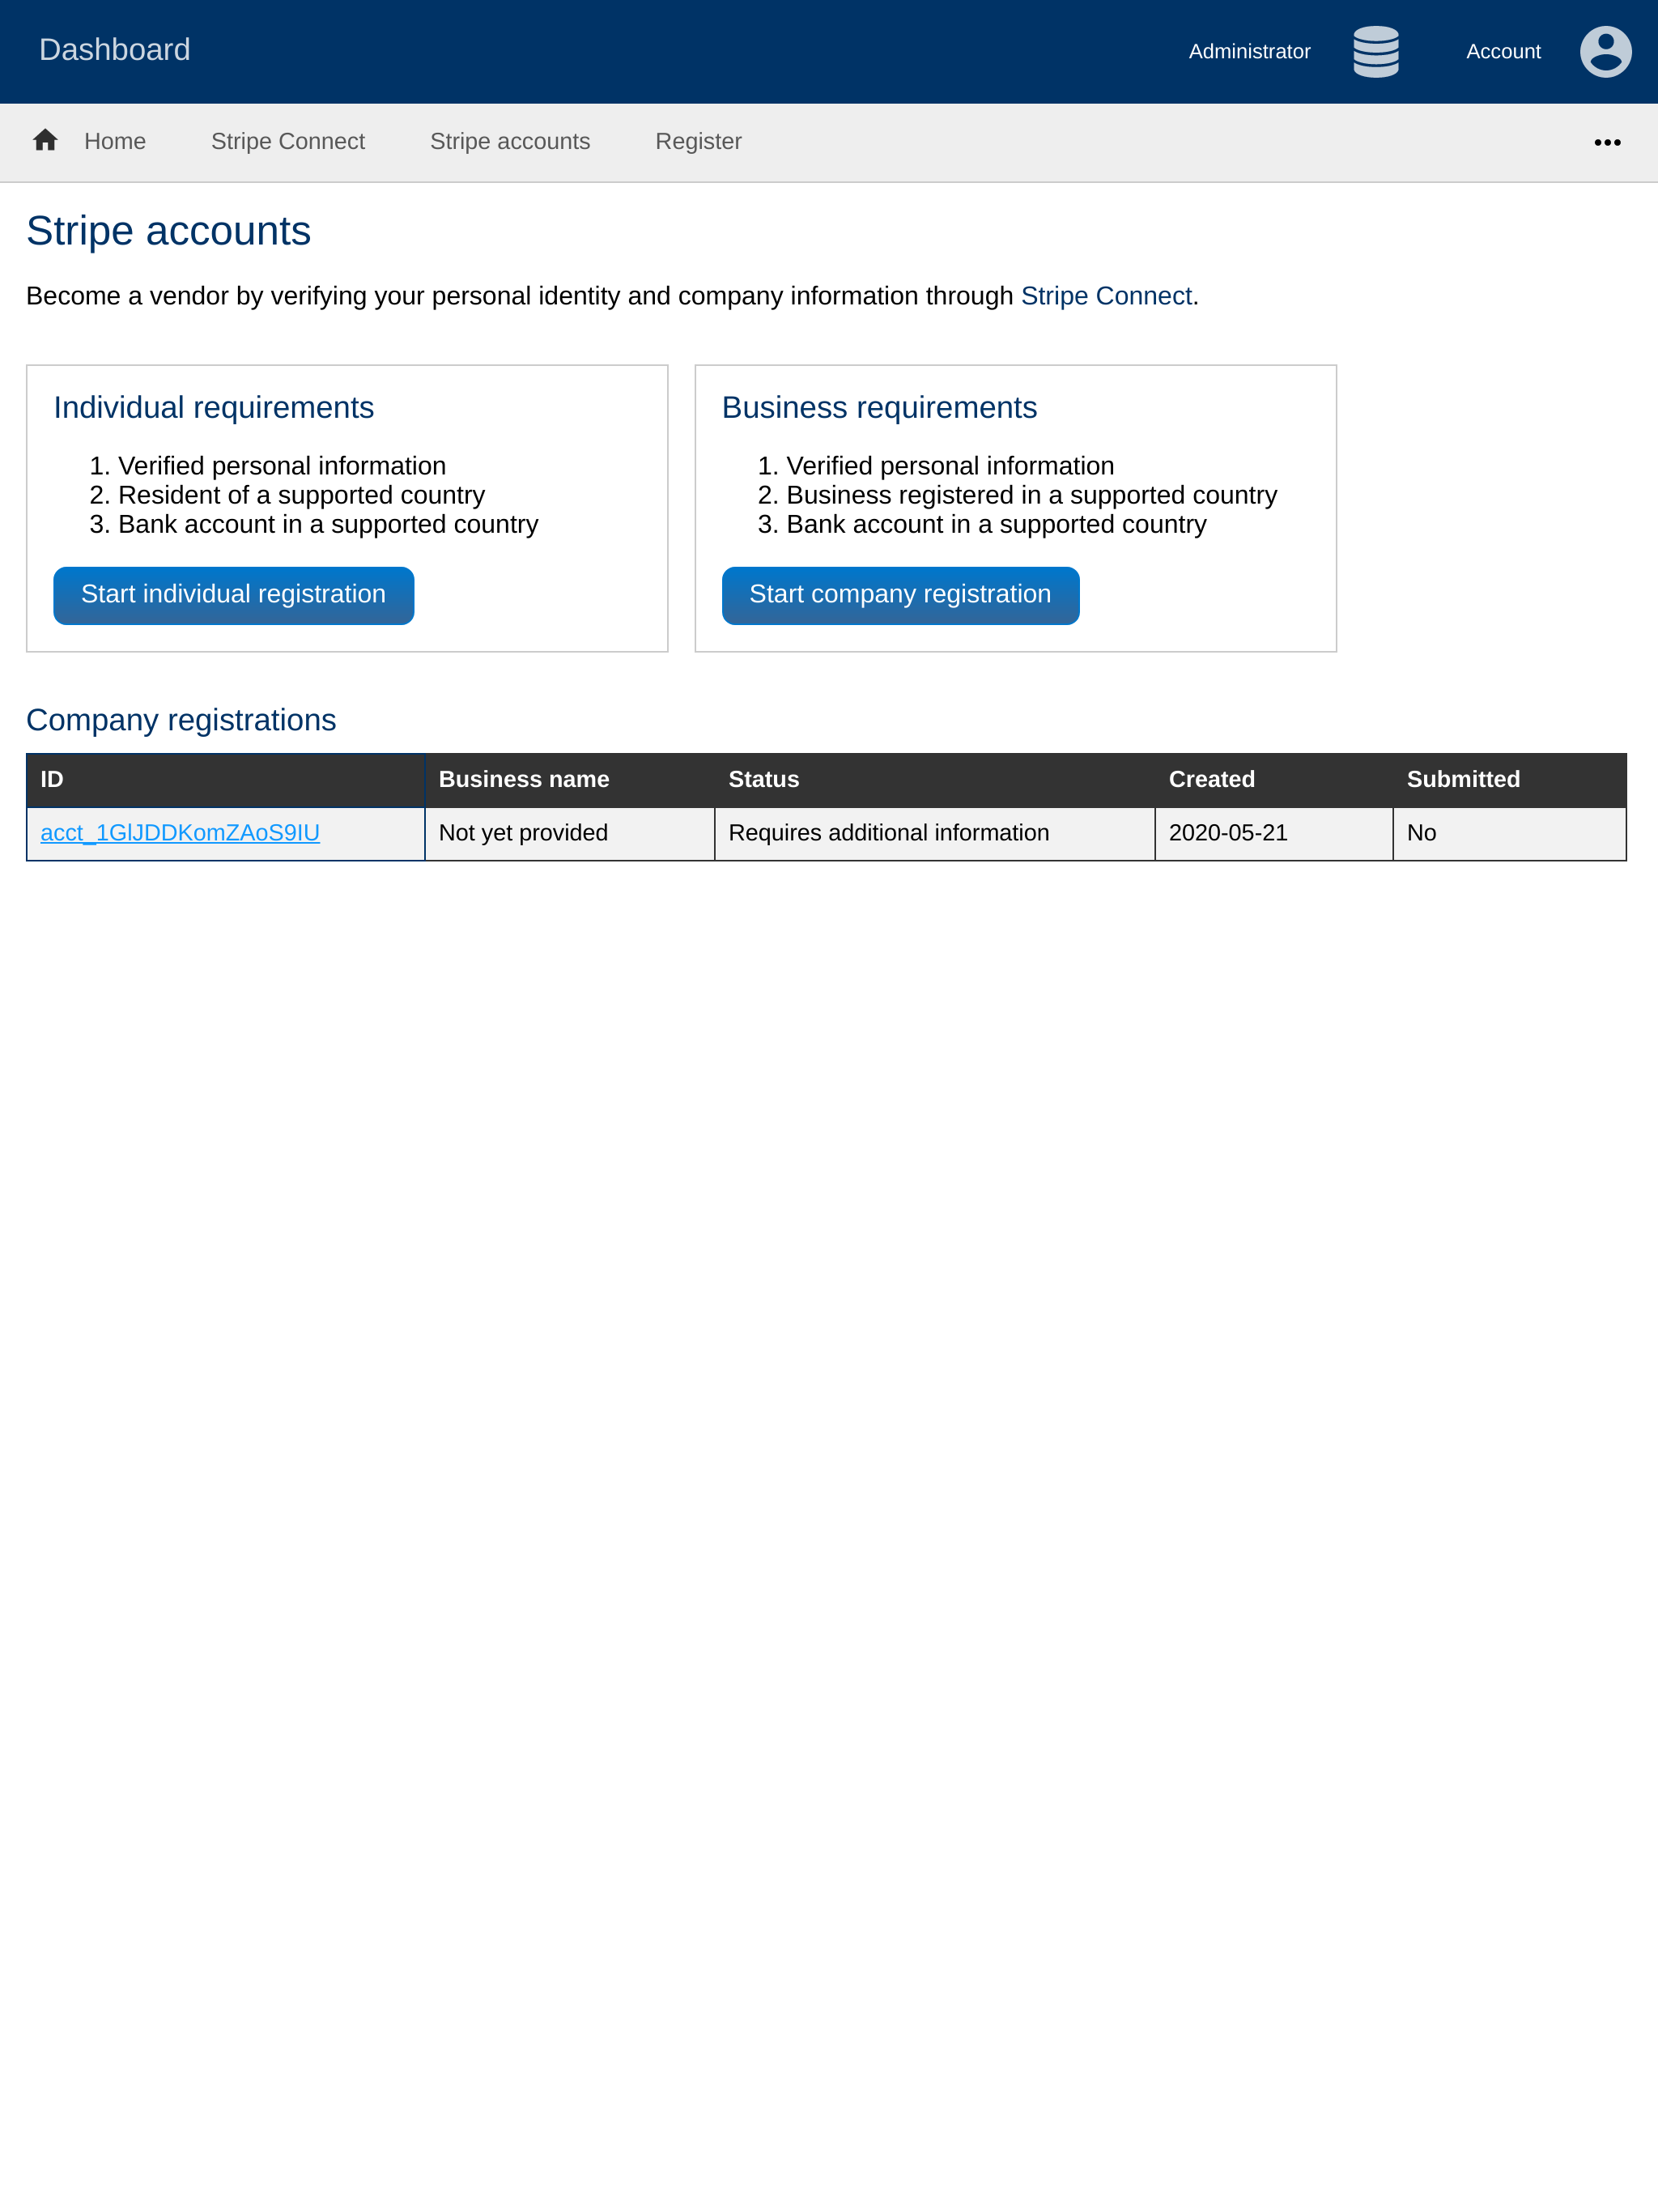 Dashboard
Administrator
Account
Home
Stripe Connect
Stripe accounts
Register
Stripe accounts
Become a vendor by verifying your personal identity and company information through Stripe Connect.
Individual requirements
1. Verified personal information
2. Resident of a supported country
3. Bank account in a supported country
Start individual registration
Business requirements
1. Verified personal information
2. Business registered in a supported country
3. Bank account in a supported country
Start company registration
Company registrations
ID Business name Status Created Submitted
acct_1GlJDDKomZAoS9IU Not yet provided Requires additional information 2020-05-21 No